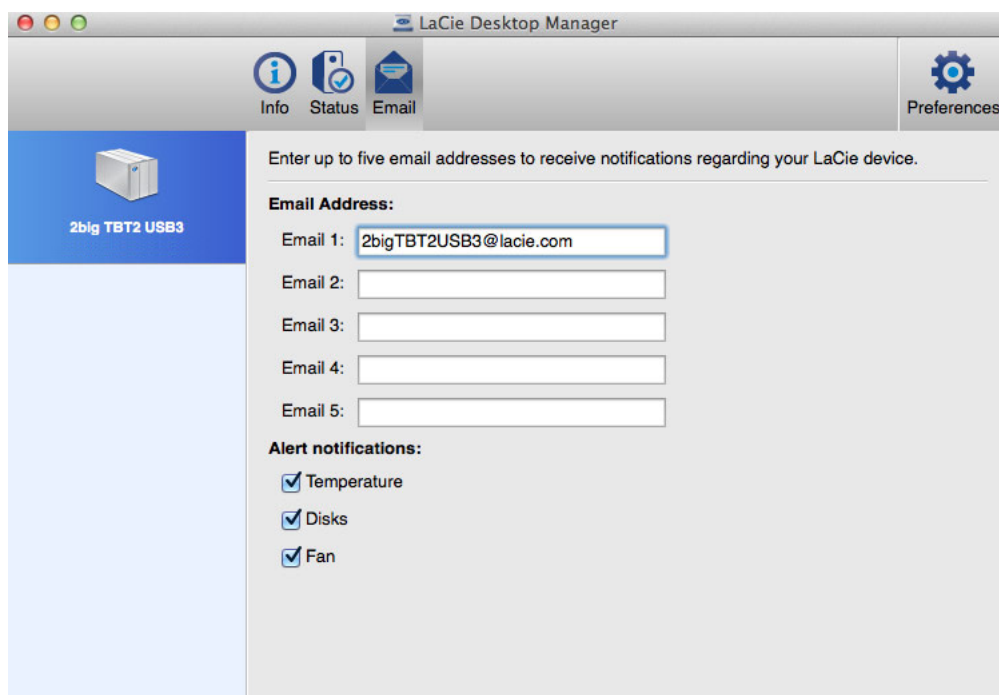 LaCie Desktop Manager
Info Status Email Preferences
Enter up to five email addresses to receive notifications regarding your LaCie device.
2big TBT2 USB3
Email Address:
Email 1: 2bigTBT2USB3@lacie.com
Email 2:
Email 3:
Email 4:
Email 5:
Alert notifications:
Temperature
Disks
Fan